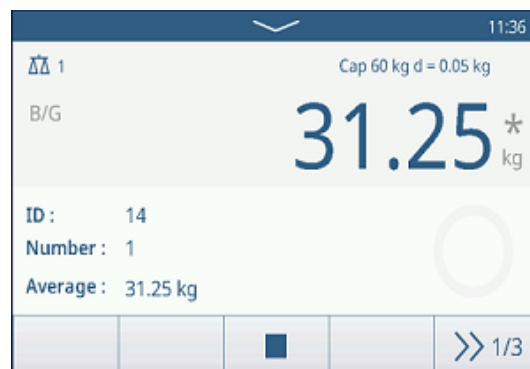 11:36
1 Cap 60 kg d = 0.05 kg
B/G 31.25 * kg
ID : 14
Number : 1
Average : 31.25 kg
1/3